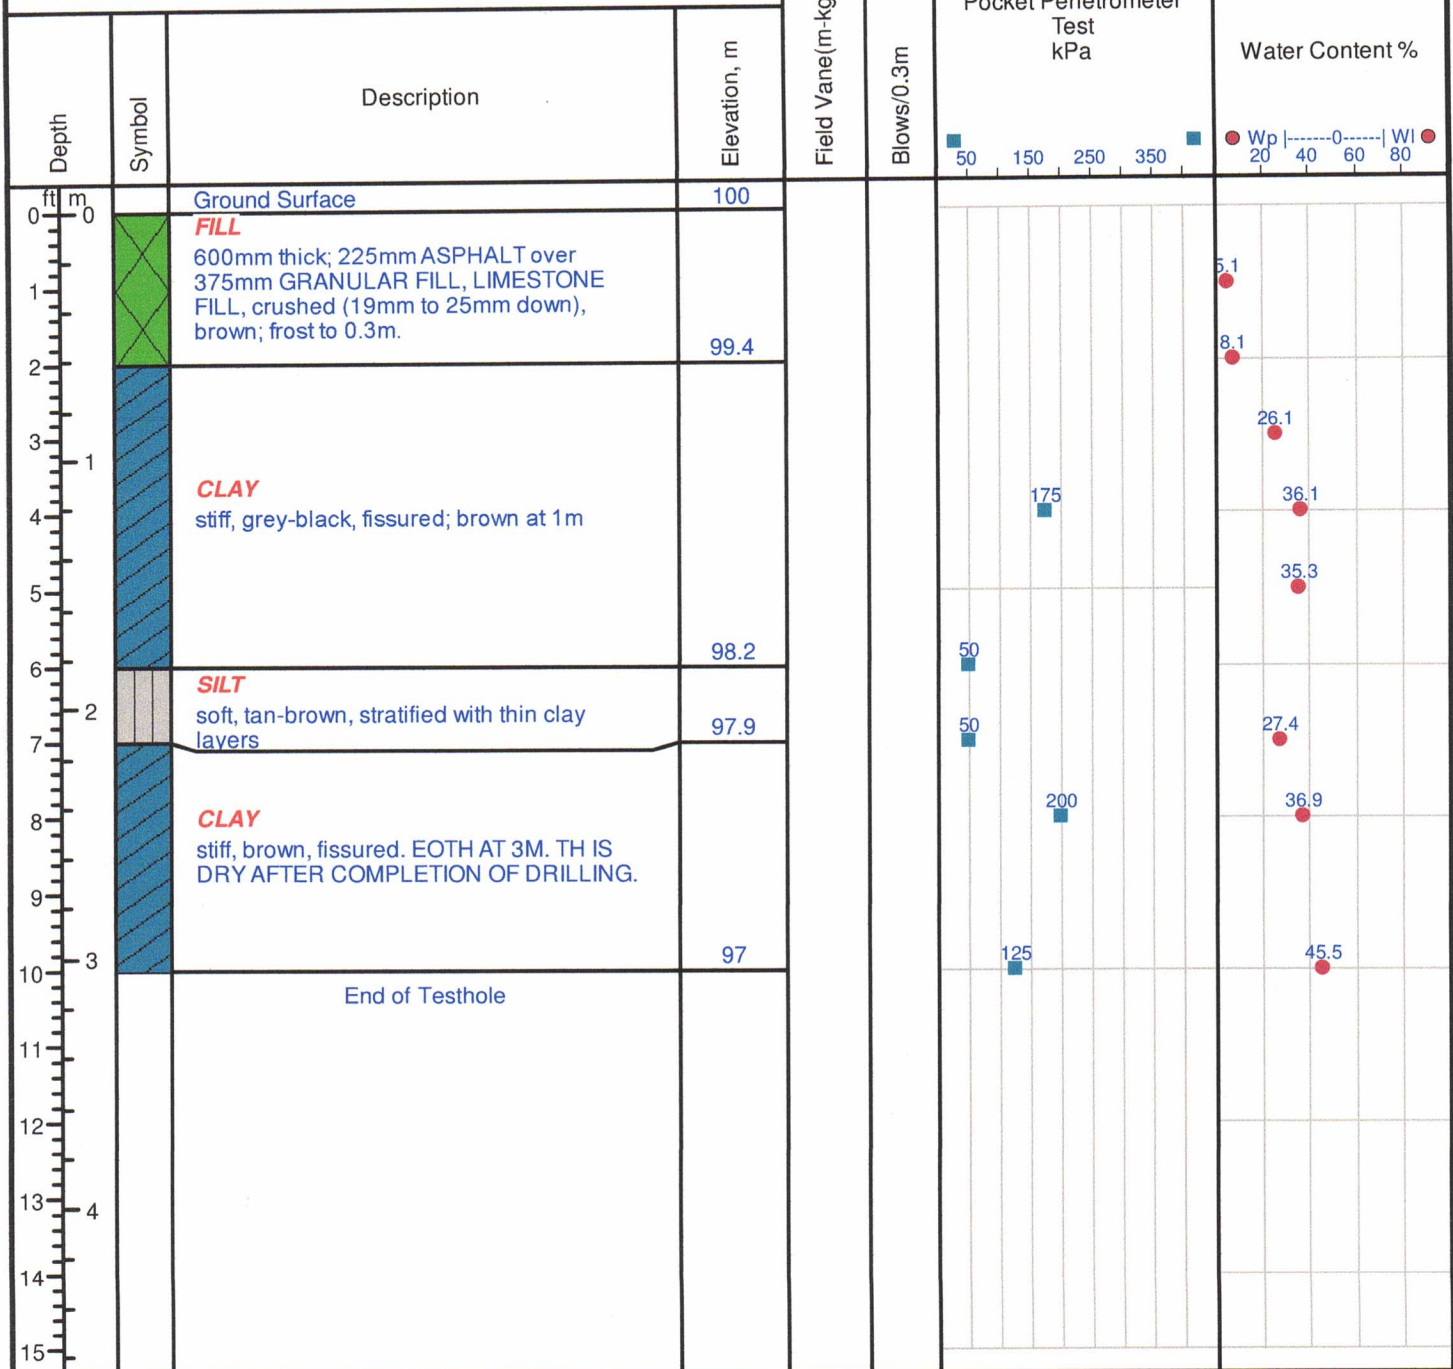 Pocket Penetrometer
Test
kPa
Water Content %
Depth
Symbol
Description
Elevation, m
Field Vane(m-kg
Blows/0.3m
Wp |-------0------| Wl
50 150 250 350
20 40 60 80
ft m
Ground Surface
100
0 0
FILL
600mm thick; 225mm ASPHALT over
375mm GRANULAR FILL, LIMESTONE
FILL, crushed (19mm to 25mm down),
brown; frost to 0.3m.
5.1
1
99.4
8.1
2
26.1
3
1
CLAY
stiff, grey-black, fissured; brown at 1m
175
36.1
4
35.3
5
98.2
50
6
SILT
soft, tan-brown, stratified with thin clay
layers
2
97.9
50
27.4
7
200
36.9
8
CLAY
stiff, brown, fissured. EOTH AT 3M. TH IS
DRY AFTER COMPLETION OF DRILLING.
9
97
125
45.5
3
10
End of Testhole
11
12
13
4
14
15